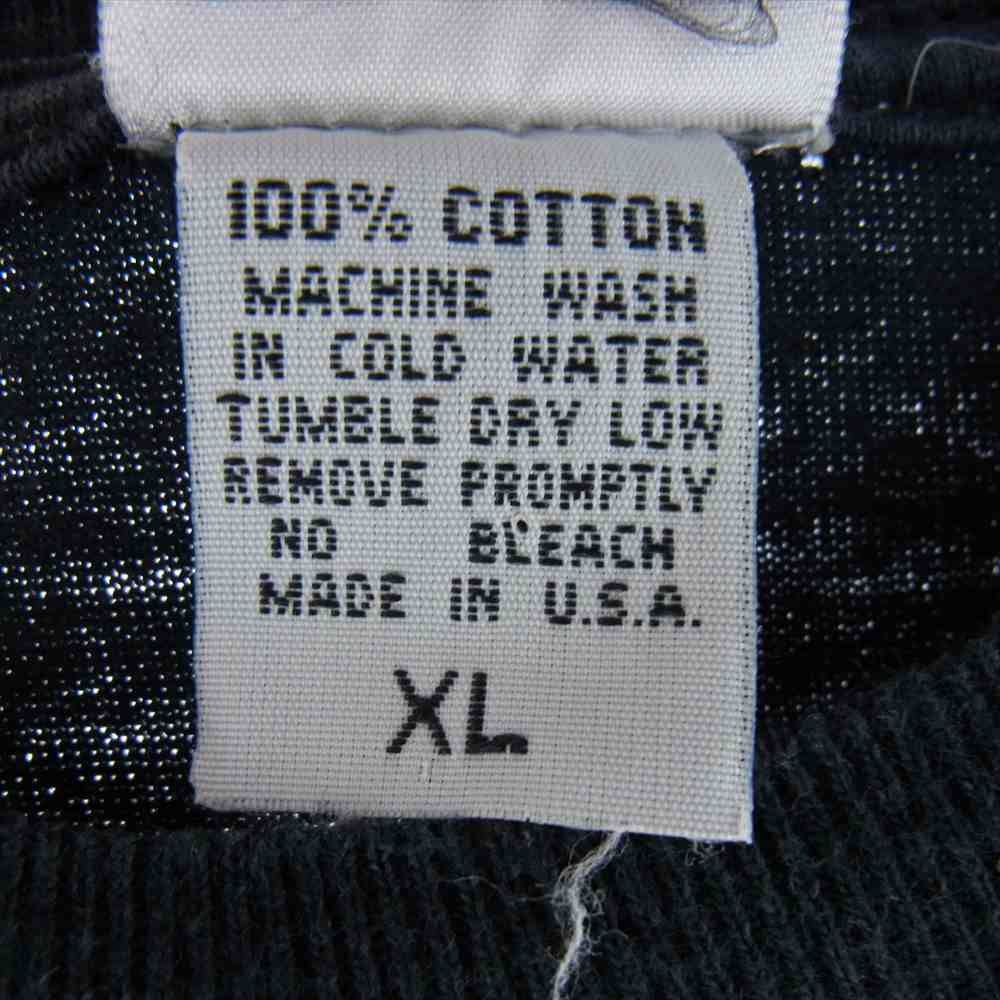 100% COTTON
MACHINE WASH
IN COLD WATER
TUMBLE DRY LOW
REMOVE PROMPTLY
NO BLEACH
MADE IN U.S.A.
XL